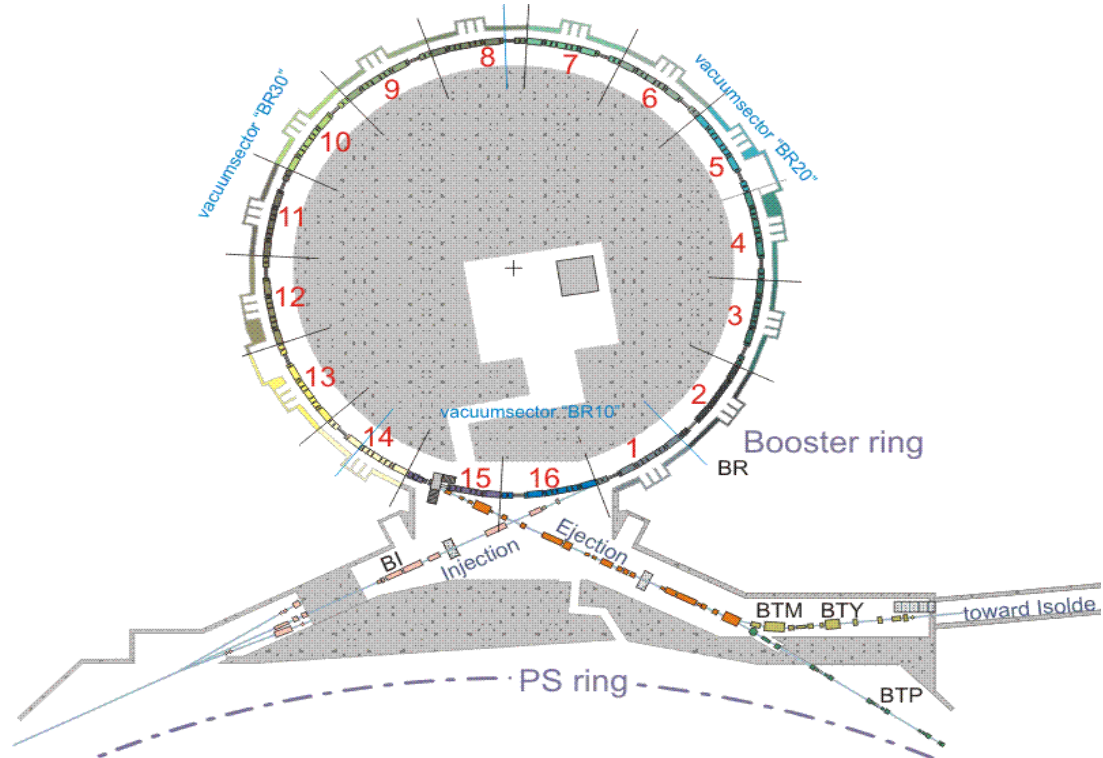 8
7
9
6
vacuumsector "BR30"
vacuumsector "BR20"
10
5
11
4
12
3
13
2
vacuumsector "BR10"
14
1
Booster ring
BR
15
16
Ejection
BI
Injection
BTM
BTY
toward Isolde
PS ring
BTP